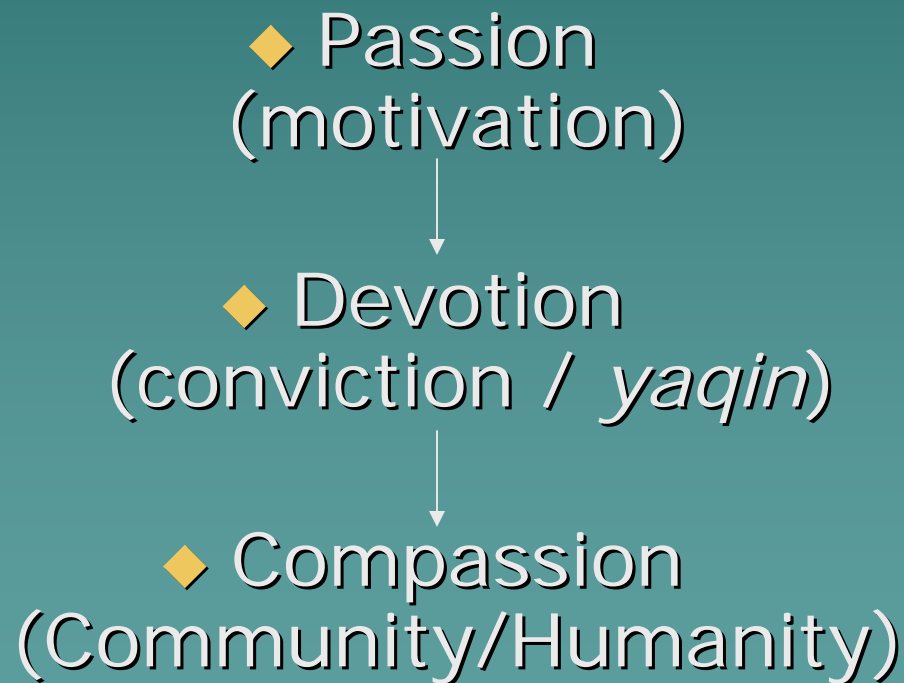 Passion
(motivation)
Devotion
(conviction / yaqin)
Compassion
(Community/Humanity)